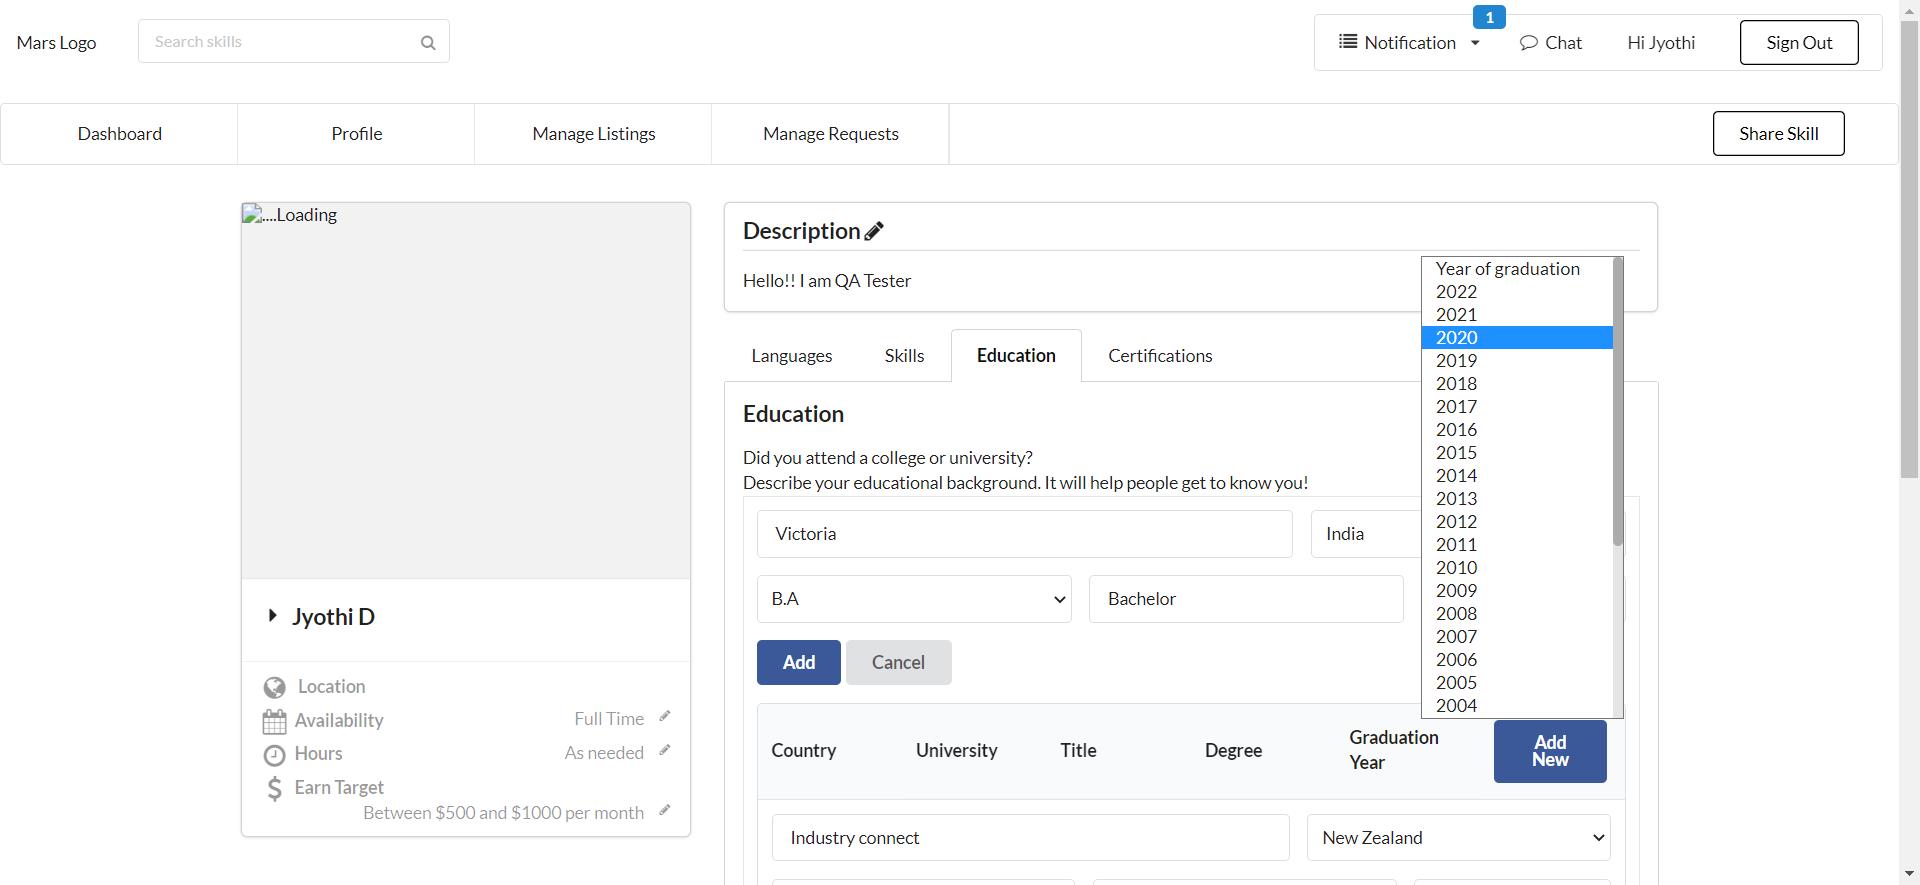 Mars Logo
Search skills
Notification
1
Chat
Hi Jyothi
Sign Out
Dashboard
Profile
Manage Listings
Manage Requests
Share Skill
....Loading
Jyothi D
Location
Availability
Full Time
Hours
As needed
Earn Target
Between $500 and $1000 per month
Description
Hello!! I am QA Tester
Languages
Skills
Education
Certifications
Education
Did you attend a college or university?
Describe your educational background. It will help people get to know you!
Victoria
India
B.A
Bachelor
Year of graduation
2022
2021
2020
2019
2018
2017
2016
2015
2014
2013
2012
2011
2010
2009
2008
2007
2006
2005
2004
Add
Cancel
Country
University
Title
Degree
Graduation
Year
Add
New
Industry connect
New Zealand